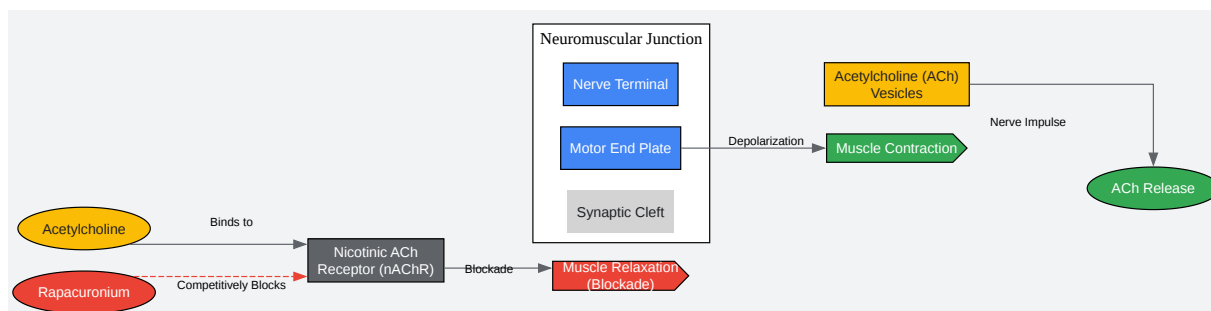 Neuromuscular Junction
Nerve Terminal
Motor End Plate
Synaptic Cleft
Depolarization
Acetylcholine (ACh)
Vesicles
Nerve Impulse
Muscle Contraction
ACh Release
Acetylcholine
Binds to
Rapacuronium
Competitively Blocks
Nicotinic ACh
Receptor (nAChR)
Blockade
Muscle Relaxation
(Blockade)